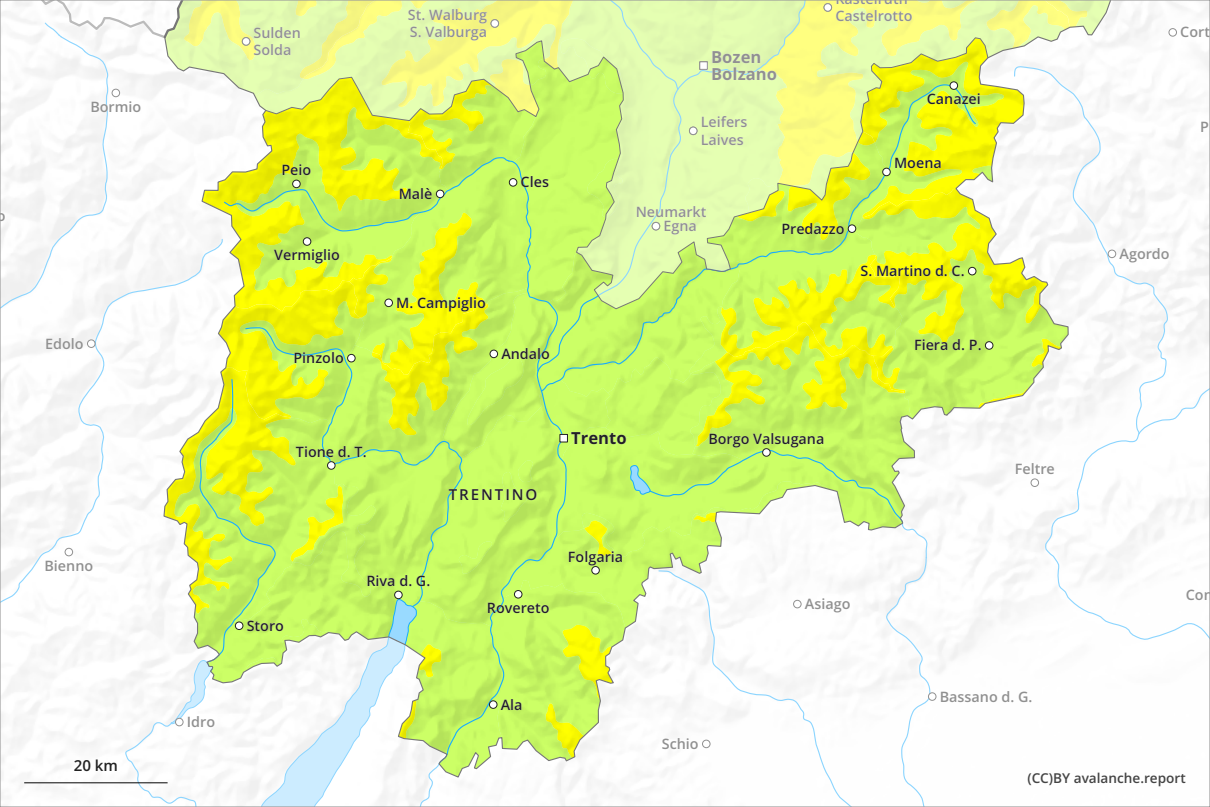 Kastelruth
Castelrotto
St. Walburg
S. Valburga
Sulden
Solda
Cort
Bozen
Bolzano
Bormio
Canazei
Leifers
Laives
Peio
Moena
Malè
Cles
Neumarkt
Egna
Predazzo
Vermiglio
Agordo
S. Martino d. C.
M. Campiglio
Edolo
Andalo
Fiera d. P.
Pinzolo
Trento
Borgo Valsugana
Tione d. T.
Feltre
TRENTINO
Bienno
Folgaria
Riva d. G.
Cor
Rovereto
Asiago
Storo
Bassano d. G.
Ala
Idro
Schio
20 km
(CC)BY avalanche.report